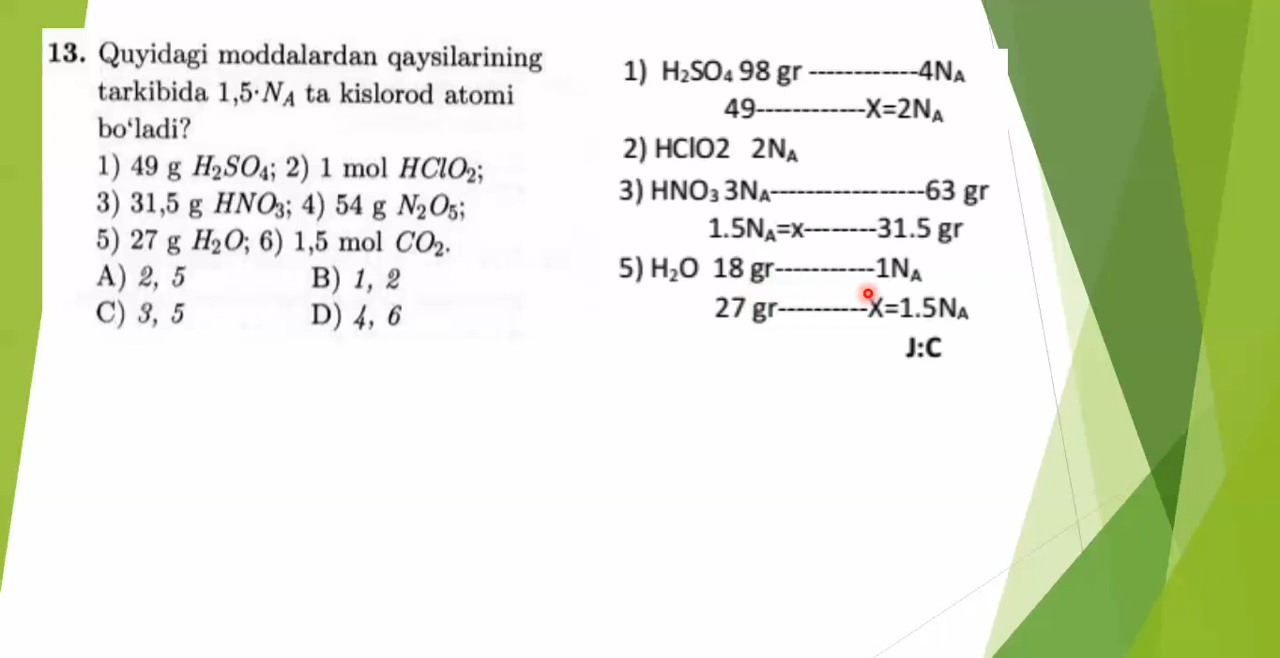 13. Quyidagi moddalardan qaysilarining
tarkibida 1,5·N_A ta kislorod atomi
bo‘ladi?
1) 49 g H₂SO₄; 2) 1 mol HClO₂;
3) 31,5 g HNO₃; 4) 54 g N₂O₅;
5) 27 g H₂O; 6) 1,5 mol CO₂.
A) 2, 5 B) 1, 2
C) 3, 5 D) 4, 6
1) H₂SO₄ 98 gr ------------4N_A
49------------X=2N_A
2) HClO2 2N_A
3) HNO₃ 3N_A------------------63 gr
1.5N_A=x--------31.5 gr
5) H₂O 18 gr-----------1N_A
27 gr----------X=1.5N_A
J:C